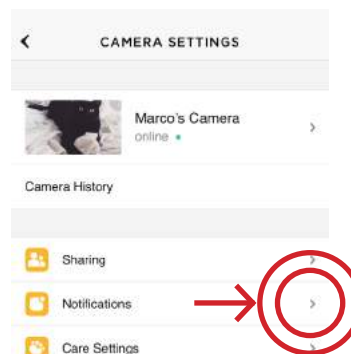 CAMERA SETTINGS
Marco's Camera
online
Camera History
Sharing
Notifications
Care Settings